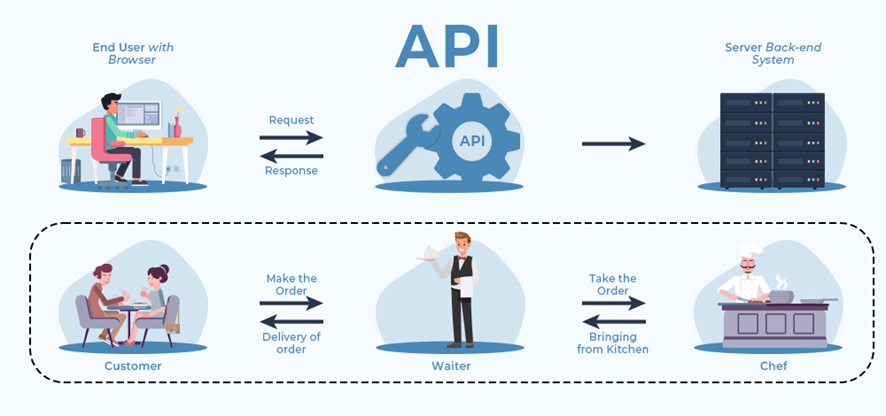 API
End User with
Browser
Server Back-end
System
Request
Response
API
Make the
Order
Delivery of
order
Take the
Order
Bringing
from Kitchen
Customer
Waiter
Chef